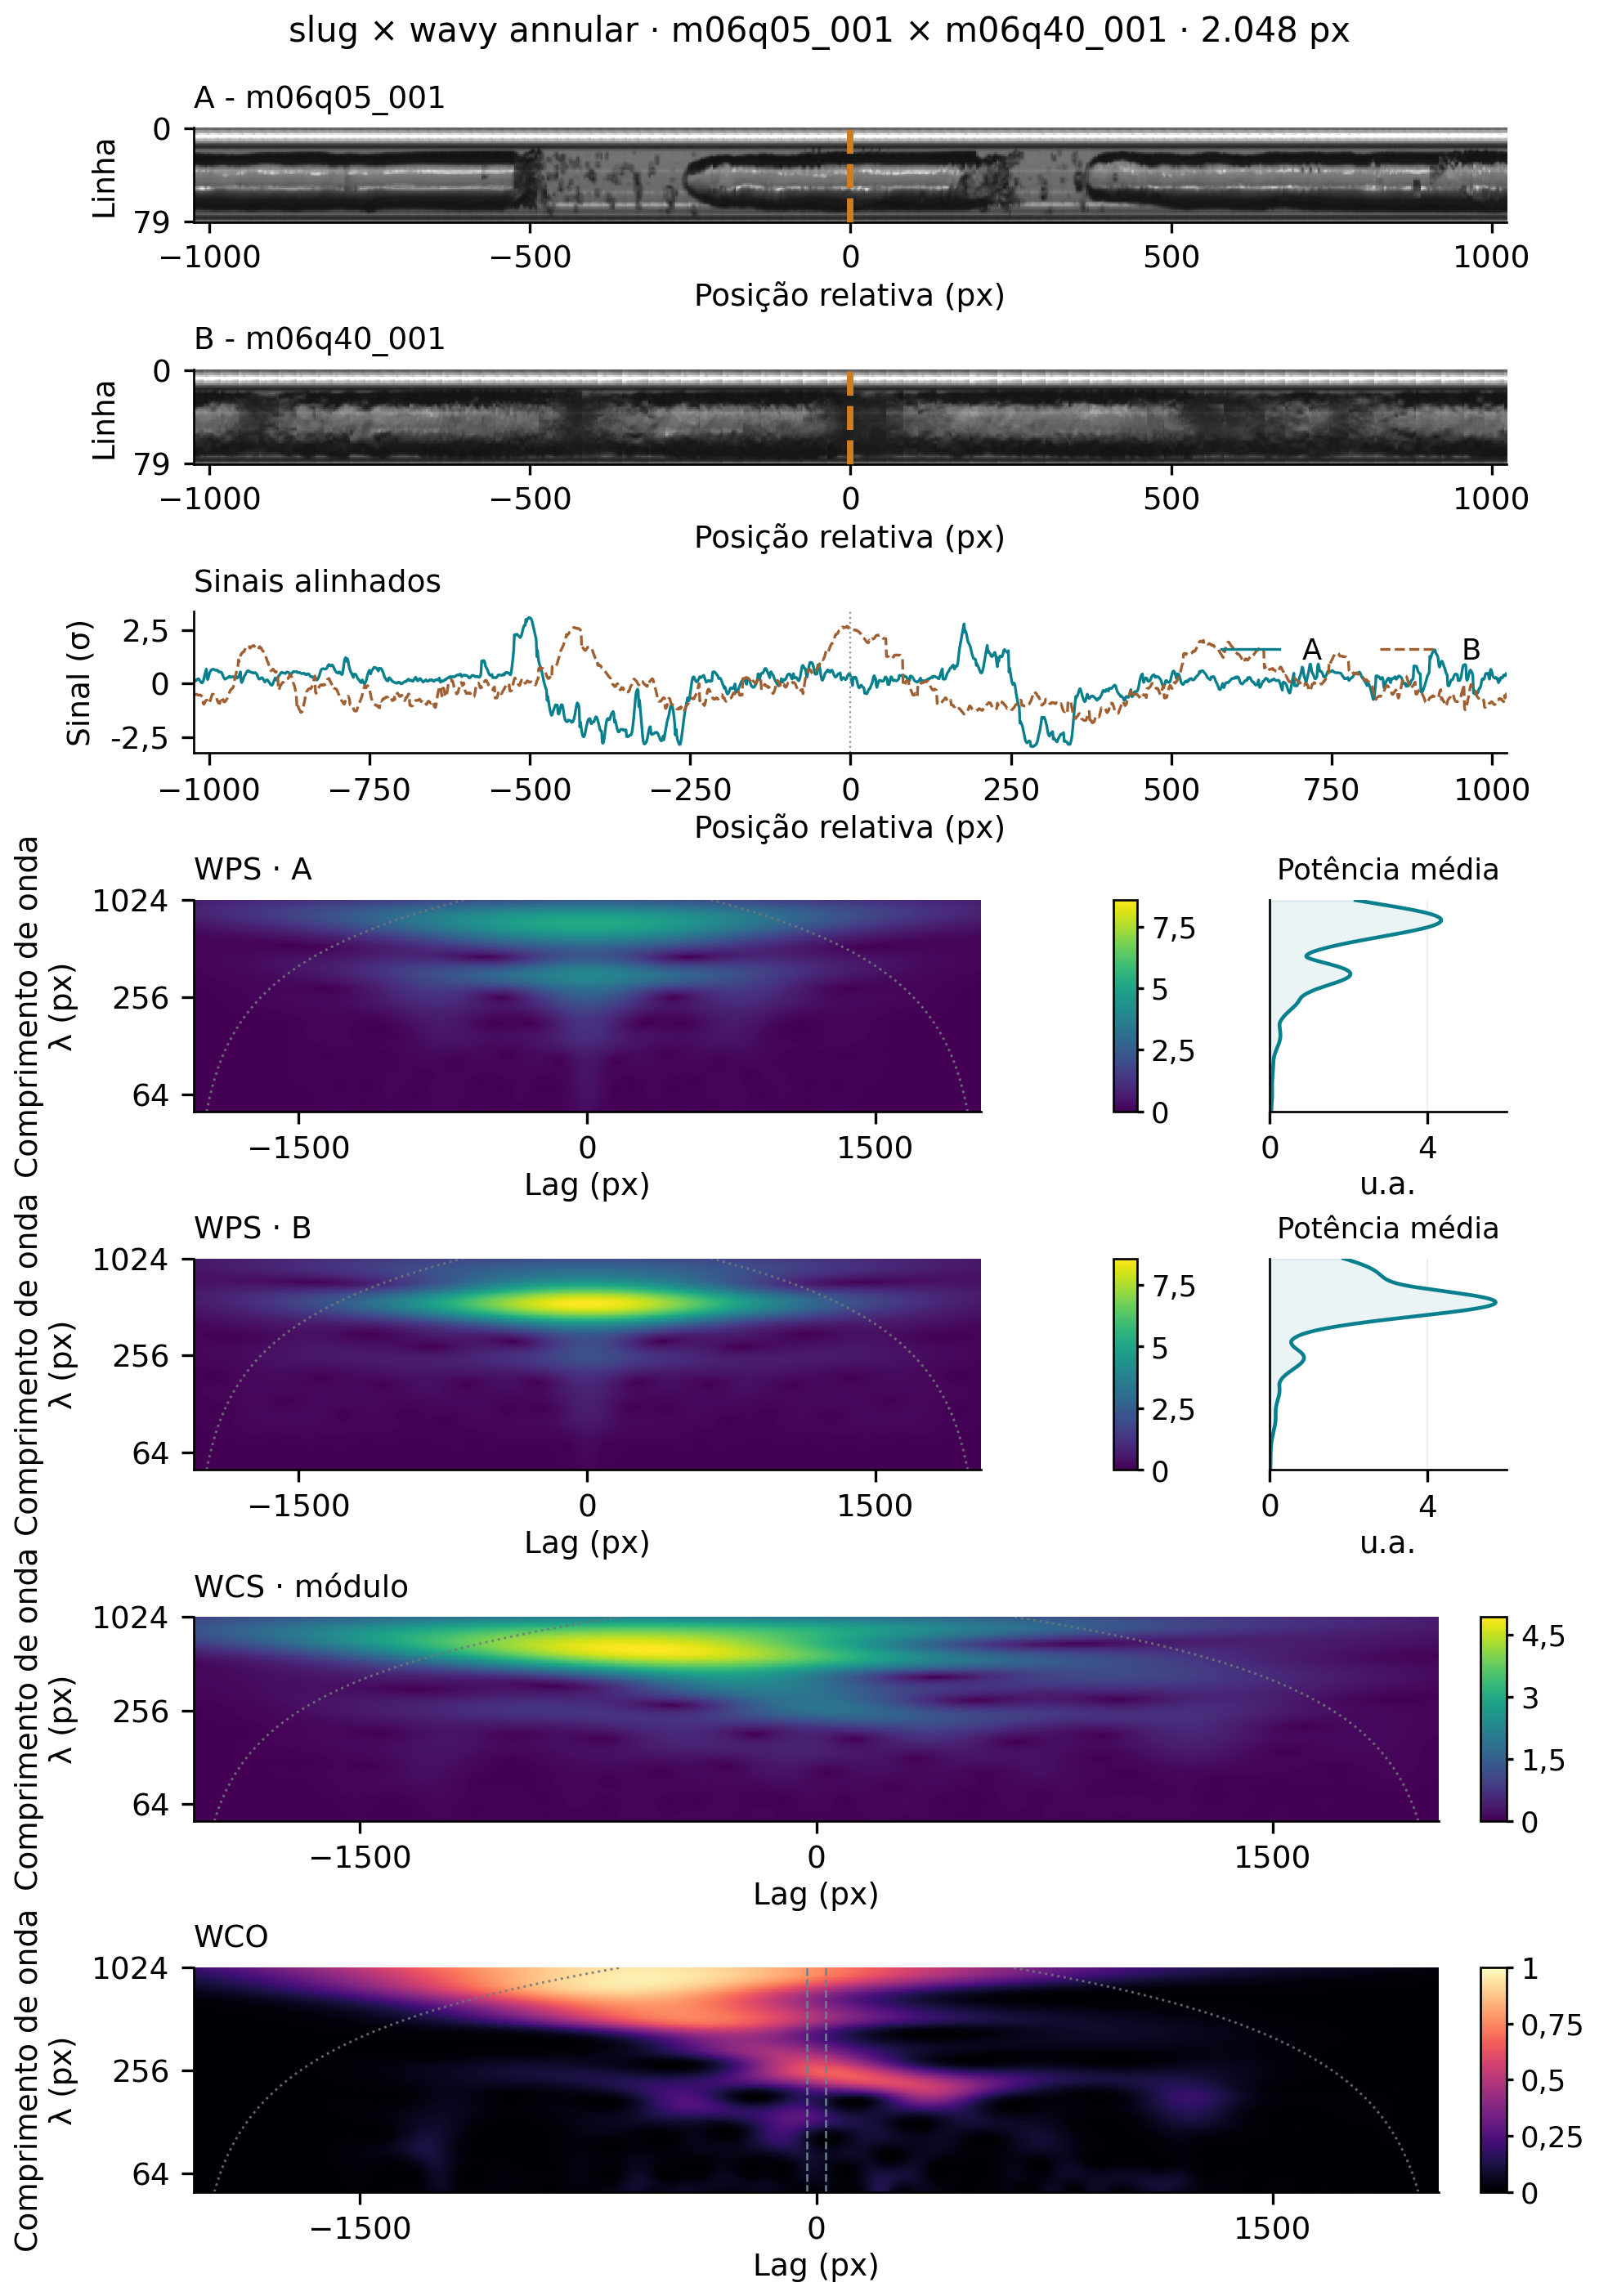 slug × wavy annular · m06q05_001 × m06q40_001 · 2.048 px
A - m06q05_001
Linha
0
79
−1000 −500 0 500 1000
Posição relativa (px)
B - m06q40_001
Linha
0
79
−1000 −500 0 500 1000
Posição relativa (px)
Sinais alinhados
Sinal (σ)
2,5
0
-2,5
A B
−1000 −750 −500 −250 0 250 500 750 1000
Posição relativa (px)
WPS · A
Comprimento de onda
λ (px)
1024
256
64
−1500 0 1500
Lag (px)
7,5
5
2,5
0
Potência média
0 4
u.a.
WPS · B
Comprimento de onda
λ (px)
1024
256
64
−1500 0 1500
Lag (px)
7,5
5
2,5
0
Potência média
0 4
u.a.
WCS · módulo
Comprimento de onda
λ (px)
1024
256
64
−1500 0 1500
Lag (px)
4,5
3
1,5
0
WCO
Comprimento de onda
λ (px)
1024
256
64
−1500 0 1500
Lag (px)
1
0,75
0,5
0,25
0